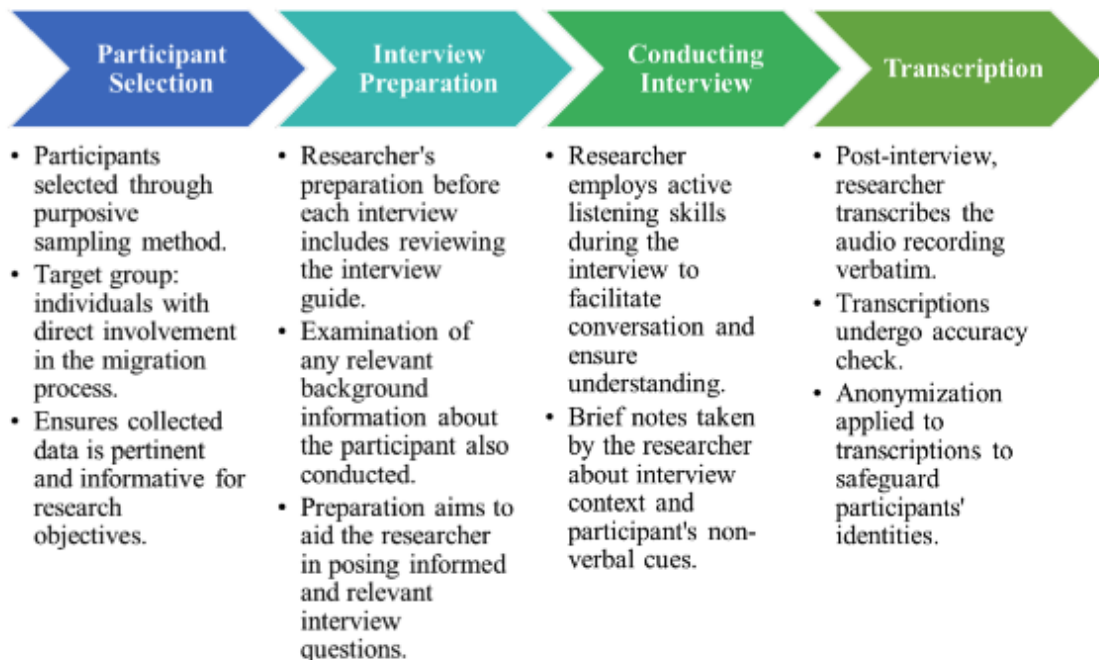 Participant
Selection
• Participants
selected through
purposive
sampling method.
• Target group:
individuals with
direct involvement
in the migration
process.
• Ensures collected
data is pertinent
and informative for
research
objectives.
Interview
Preparation
• Researcher's
preparation before
each interview
includes reviewing
the interview
guide.
• Examination of
any relevant
background
information about
the participant also
conducted.
• Preparation aims to
aid the researcher
in posing informed
and relevant
interview
questions.
Conducting
Interview
• Researcher
employs active
listening skills
during the
interview to
facilitate
conversation and
ensure
understanding.
• Brief notes taken
by the researcher
about interview
context and
participant's non-
verbal cues.
Transcription
• Post-interview,
researcher
transcribes the
audio recording
verbatim.
• Transcriptions
undergo accuracy
check.
• Anonymization
applied to
transcriptions to
safeguard
participants'
identities.